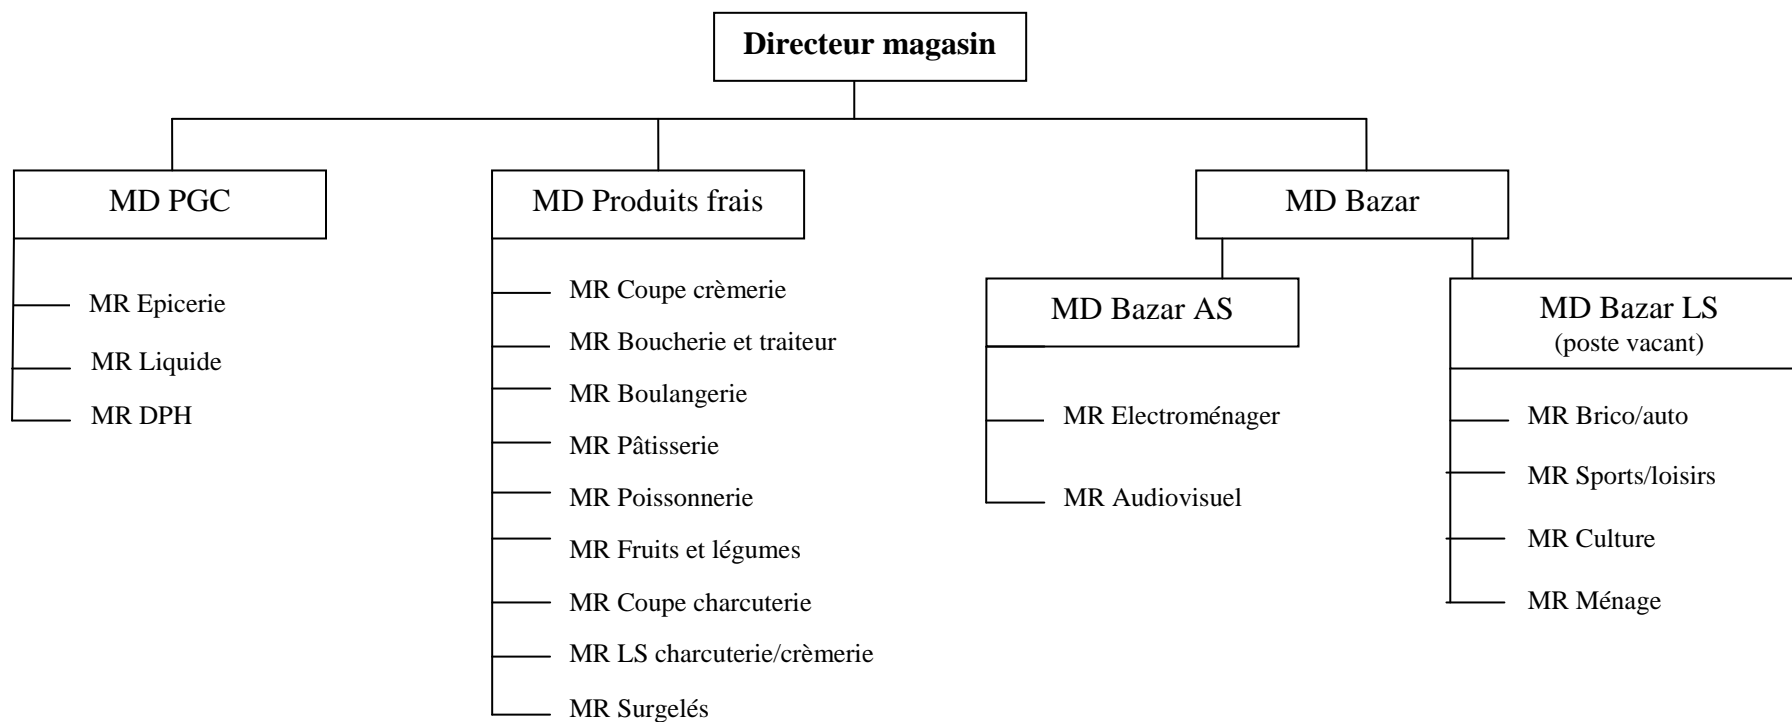 Directeur magasin
MD PGC
MR Epicerie
MR Liquide
MR DPH
MD Produits frais
MR Coupe crèmerie
MR Boucherie et traiteur
MR Boulangerie
MR Pâtisserie
MR Poissonnerie
MR Fruits et légumes
MR Coupe charcuterie
MR LS charcuterie/crèmerie
MR Surgelés
MD Bazar
MD Bazar AS
MR Electroménager
MR Audiovisuel
MD Bazar LS
(poste vacant)
MR Brico/auto
MR Sports/loisirs
MR Culture
MR Ménage